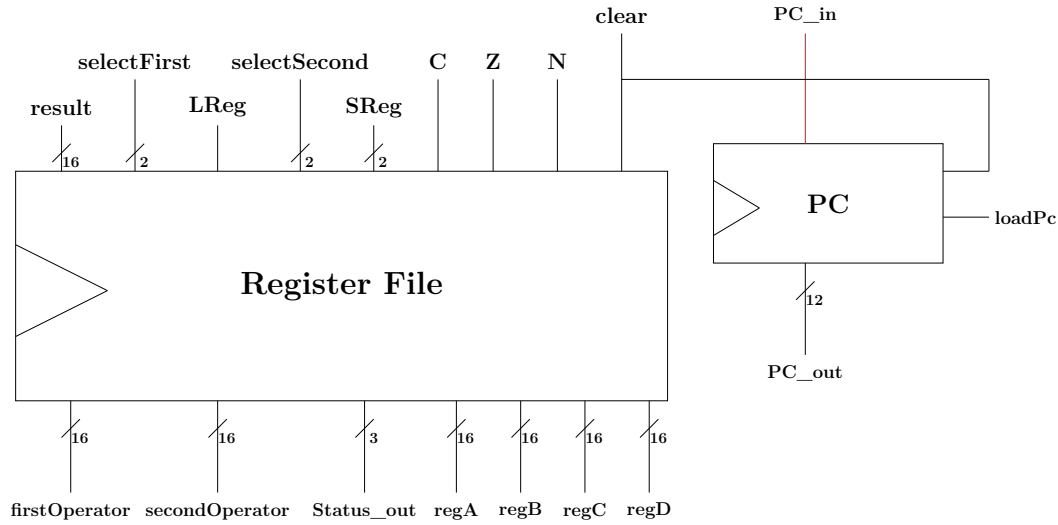 clear
PC_in
selectFirst
selectSecond
C
Z
N
result
LReg
SReg
16
2
2
2
PC
loadPc
Register File
12
PC_out
16
16
3
16
16
16
16
firstOperator
secondOperator
Status_out
regA
regB
regC
regD